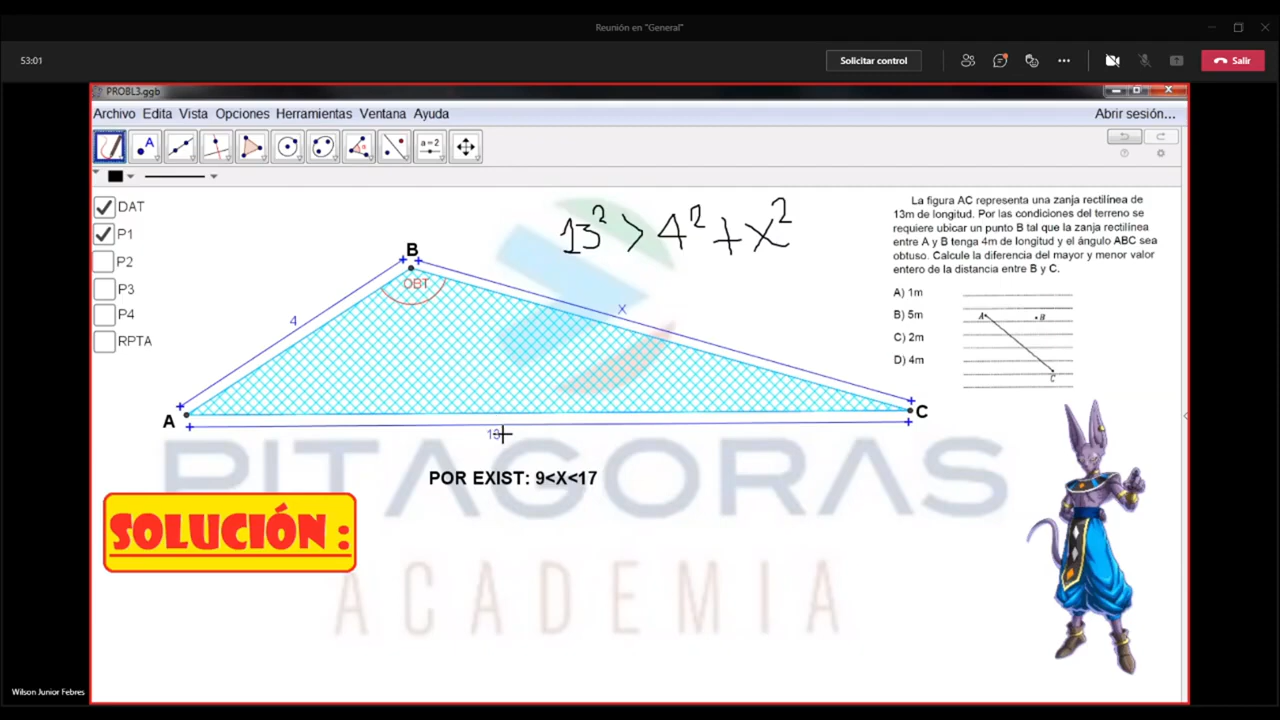 Reunión en "General"
53:01
Solicitar control
Salir
PROBL3.ggb
Archivo Edita Vista Opciones Herramientas Ventana Ayuda
Abrir sesión...
A
a=2
DAT
P1
P2
P3
P4
RPTA
13² > 4² + x²
B
OBT
4
X
A
C
13
POR EXIST: 9<X<17
SOLUCIÓN :
La figura AC representa una zanja rectilínea de
13m de longitud. Por las condiciones del terreno se
requiere ubicar un punto B tal que la zanja rectilínea
entre A y B tenga 4m de longitud y el ángulo ABC sea
obtuso. Calcule la diferencia del mayor y menor valor
entero de la distancia entre B y C.
A) 1m
B) 5m
C) 2m
D) 4m
A
B
C
PITAGORAS
ACADEMIA
Wilson Junior Febres